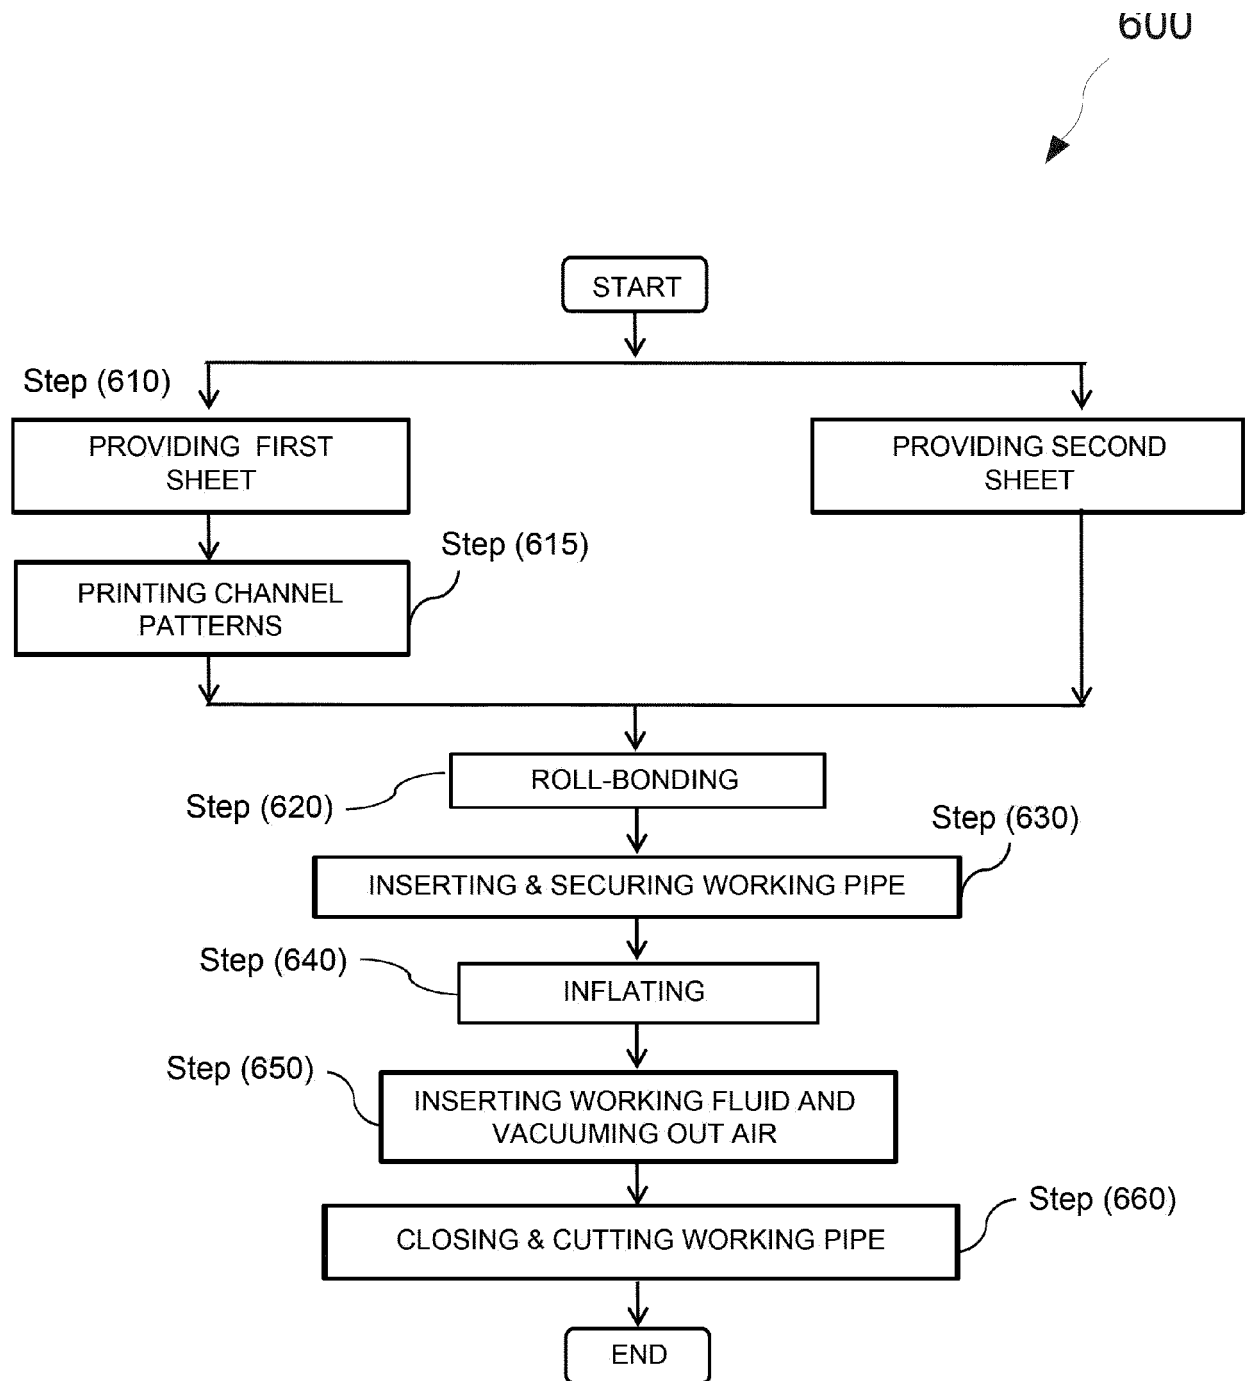 600
START
Step (610)
PROVIDING FIRST
SHEET
PROVIDING SECOND
SHEET
Step (615)
PRINTING CHANNEL
PATTERNS
ROLL-BONDING
Step (620)
Step (630)
INSERTING & SECURING WORKING PIPE
Step (640)
INFLATING
Step (650)
INSERTING WORKING FLUID AND
VACUUMING OUT AIR
Step (660)
CLOSING & CUTTING WORKING PIPE
END